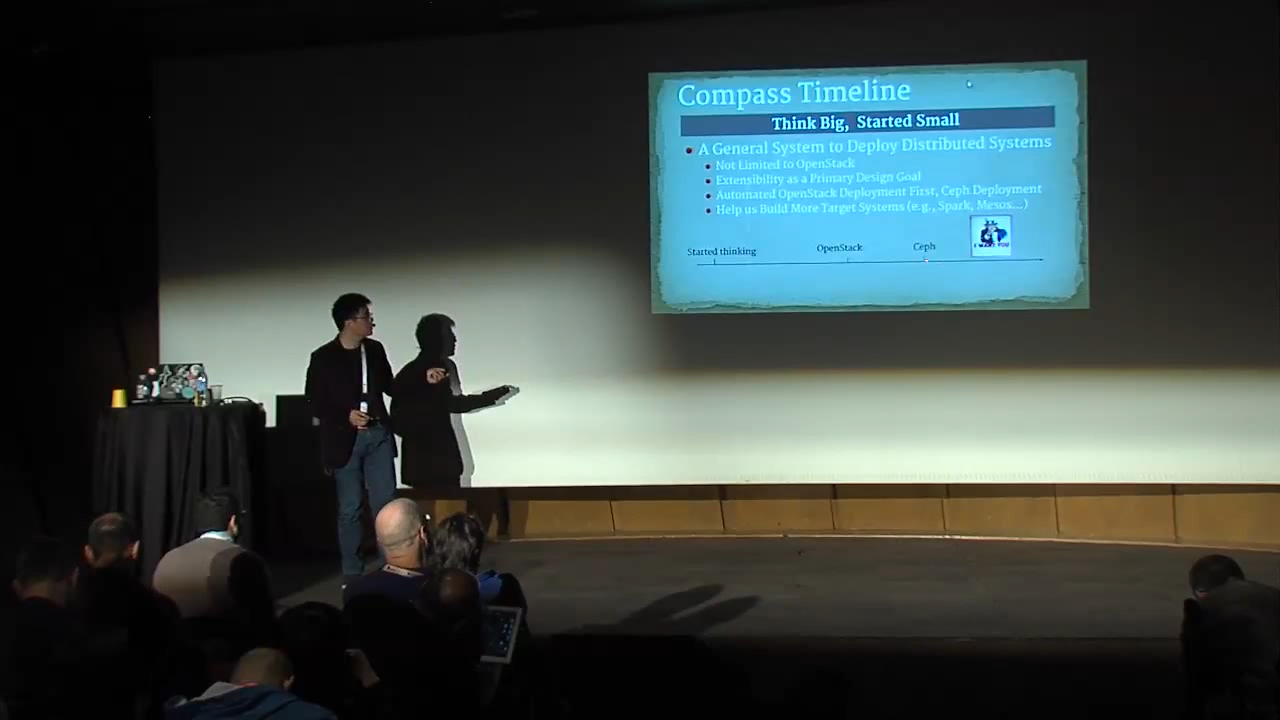 Compass Timeline
Think Big, Started Small
A General System to Deploy Distributed Systems
Not Limited to OpenStack
Extensibility as a Primary Design Goal
Automated OpenStack Deployment First, Ceph Deployment
Help us Build More Target Systems (e.g., Spark, Mesos...)
Started thinking
OpenStack
Ceph
I WANT YOU